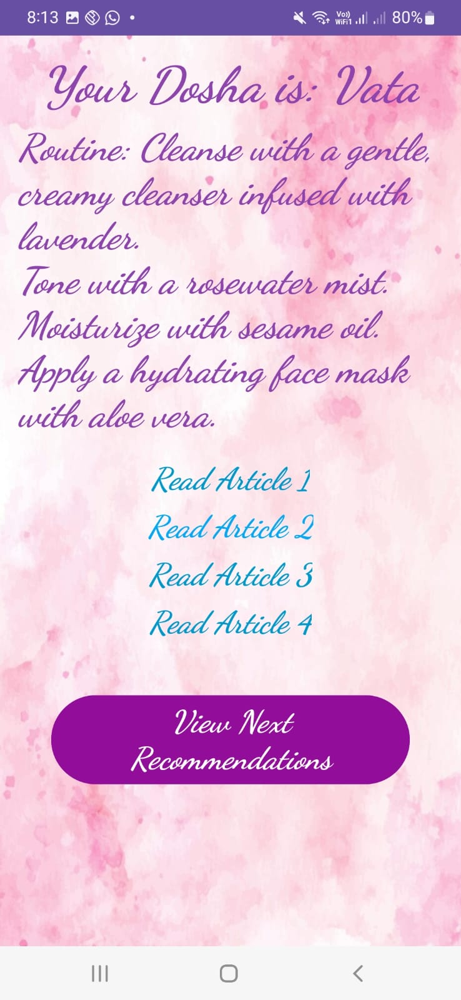 8:13
Vo))
WiFi1
80%
Your Dosha is: Vata
Routine: Cleanse with a gentle,
creamy cleanser infused with
lavender.
Tone with a rosewater mist.
Moisturize with sesame oil.
Apply a hydrating face mask
with aloe vera.
Read Article 1
Read Article 2
Read Article 3
Read Article 4
View Next
Recommendations